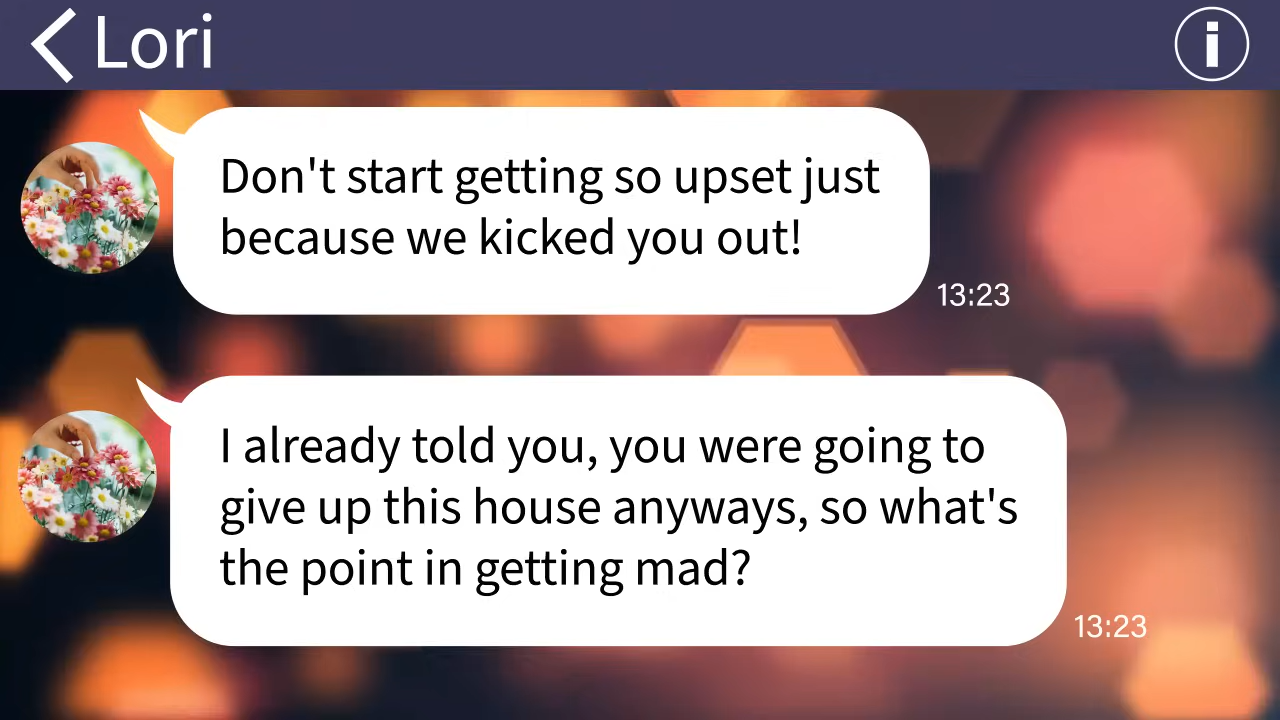 Lori
Don't start getting so upset just
because we kicked you out!
13:23
I already told you, you were going to
give up this house anyways, so what's
the point in getting mad?
13:23